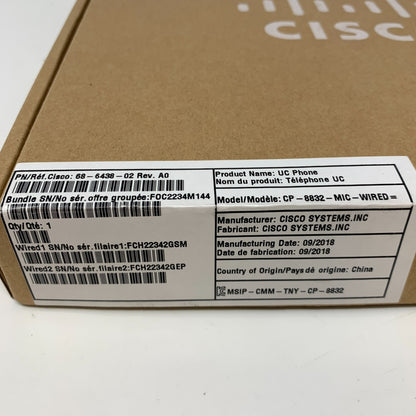 CISCO
PN/Réf.Cisco: 68-6438-02 Rev. A0
Bundle SN/No sér.offre groupée:FOC2234M144
Qty/Qté: 1
Wired1 SN/No sér.filaire1:FCH22342GSM
Wired2 SN/No sér.filaire2:FCH22342GEP
Product Name: UC Phone
Nom du produit: Téléphone UC
Model/Modèle: CP-8832-MIC-WIRED=
Manufacturer: CISCO SYSTEMS.INC
Fabricant: CISCO SYSTEMS.INC
Manufacturing Date: 09/2018
Date de fabrication: 09/2018
Country of Origin/Pays dé origine: China
MSIP-CMM-TNY-CP-8832